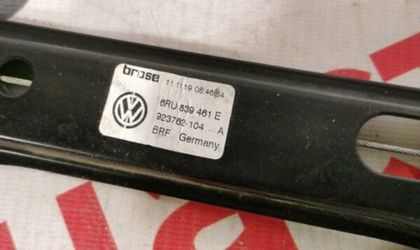 brose 11.11.19 08:46:54
6RU 839 461 E
923762-104 A
BRF Germany